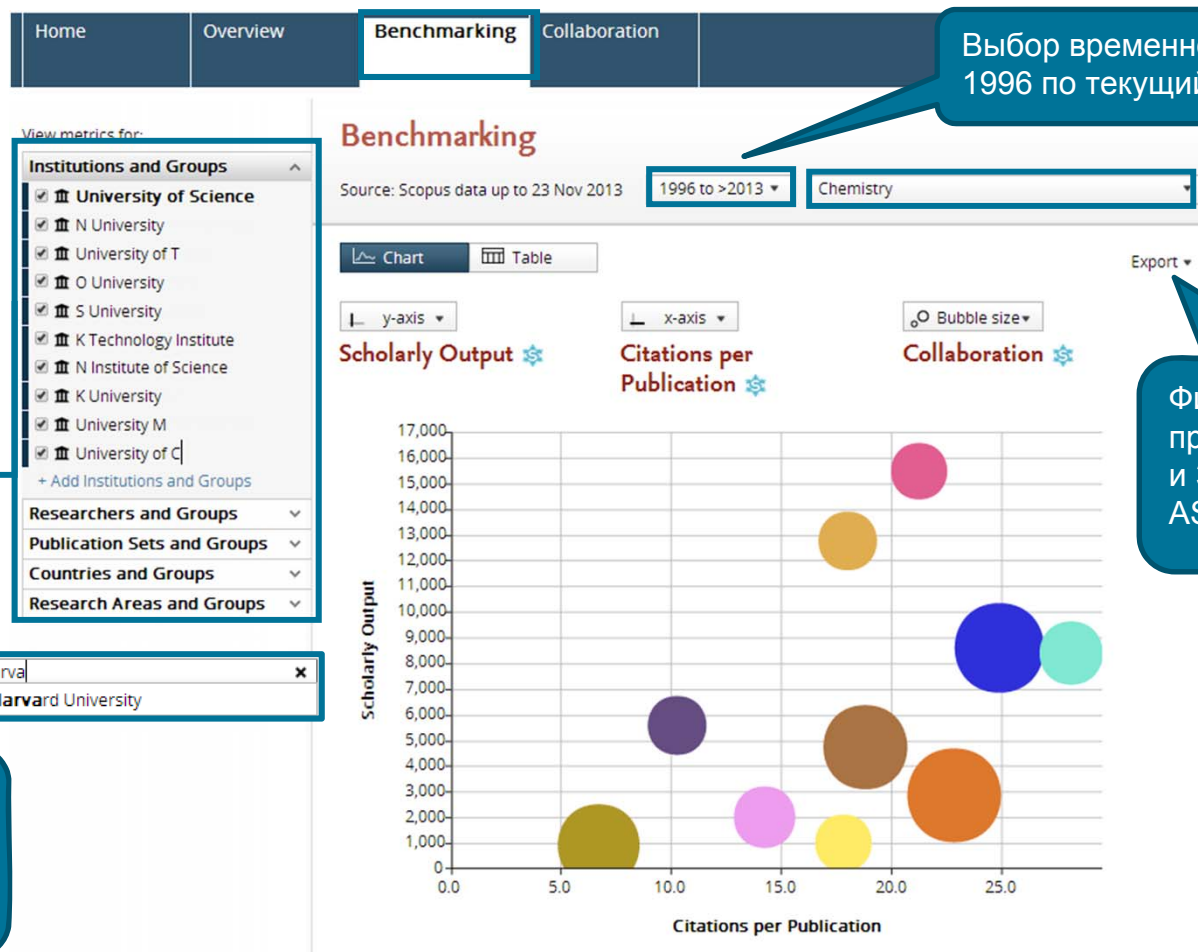 Home
Overview
Benchmarking
Collaboration
Выбор
1996 по
View metrics for:
Institutions and Groups
University of Science
N University
University of T
O University
S University
K Technology Institute
N Institute of Science
K University
University M
University of C
+ Add Institutions and Groups
Researchers and Groups
Publication Sets and Groups
Countries and Groups
Research Areas and Groups
rva
arvard University
Benchmarking
Source: Scopus data up to 23 Nov 2013
1996 to >2013
Chemistry
Chart
Table
Export
y-axis
Scholarly Output
x-axis
Citations per
Publication
Bubble size
Collaboration
и
17,000
16,000
15,000
14,000
13,000
12,000
11,000
10,000
9,000
8,000
7,000
6,000
5,000
4,000
3,000
2,000
1,000
0
Scholarly Output
0.0
5.0
10.0
15.0
20.0
25.0
Citations per Publication